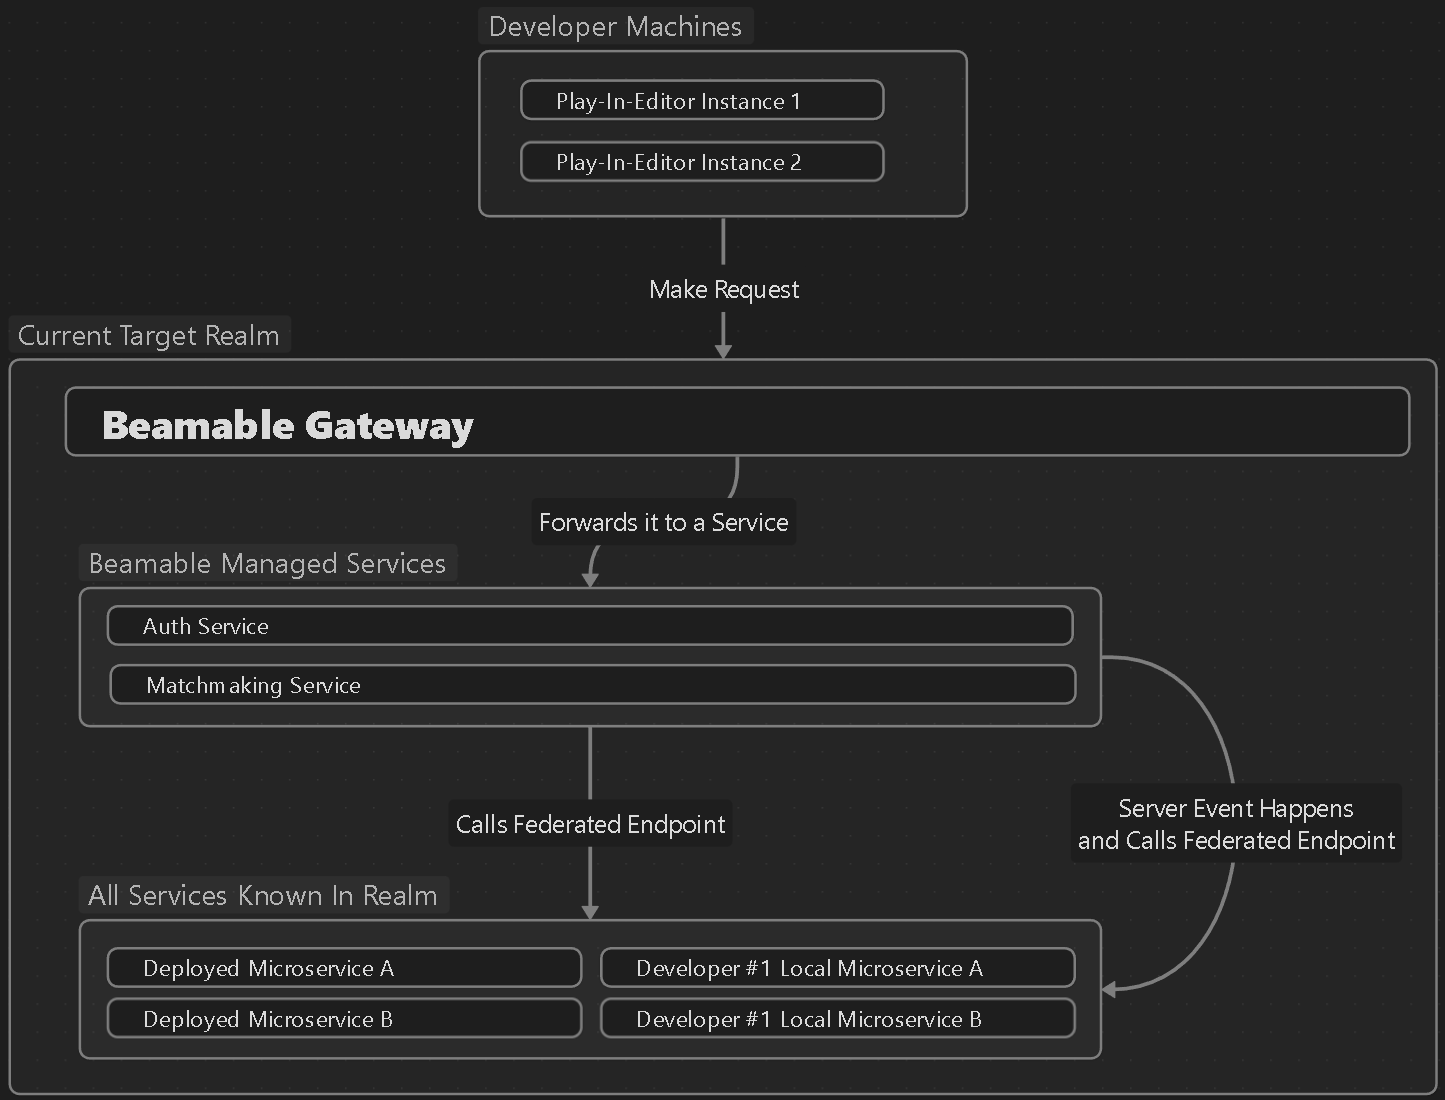 Developer Machines
Play-In-Editor Instance 1
Play-In-Editor Instance 2
Make Request
Current Target Realm
Beamable Gateway
Forwards it to a Service
Beamable Managed Services
Auth Service
Matchmaking Service
Server Event Happens
and Calls Federated Endpoint
Calls Federated Endpoint
All Services Known In Realm
Deployed Microservice A
Developer #1 Local Microservice A
Deployed Microservice B
Developer #1 Local Microservice B